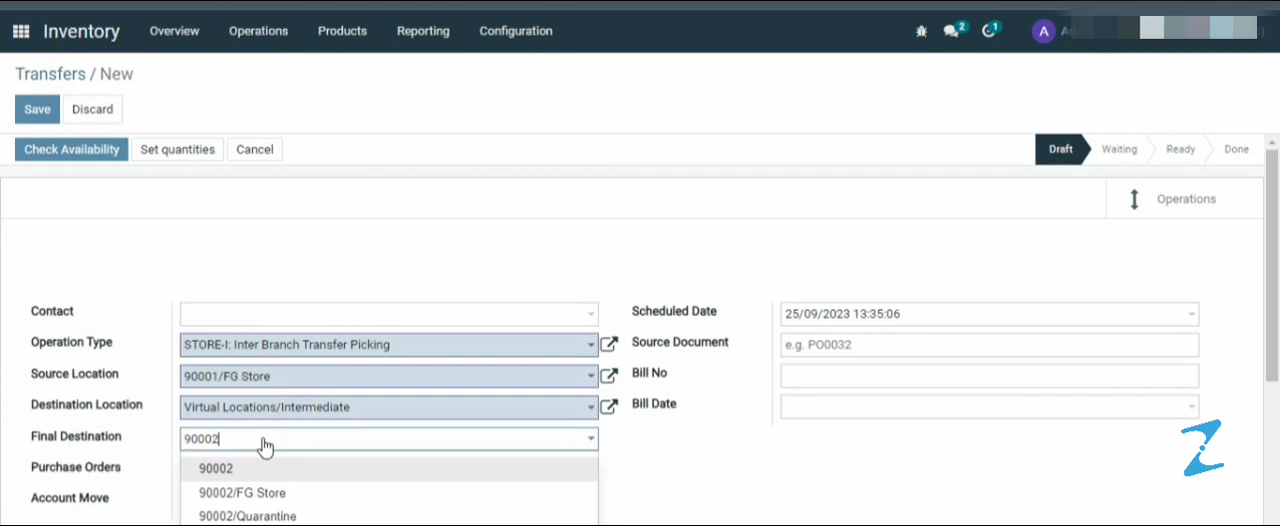 Inventory Overview Operations Products Reporting Configuration 2 1 A
Transfers / New
Save Discard
Check Availability Set quantities Cancel Draft Waiting Ready Done
Operations
Contact Scheduled Date 25/09/2023 13:35:06
Operation Type STORE-I: Inter Branch Transfer Picking Source Document e.g. PO0032
Source Location 90001/FG Store Bill No
Destination Location Virtual Locations/Intermediate Bill Date
Final Destination 90002
Purchase Orders 90002
90002/FG Store
Account Move
90002/Quarantine